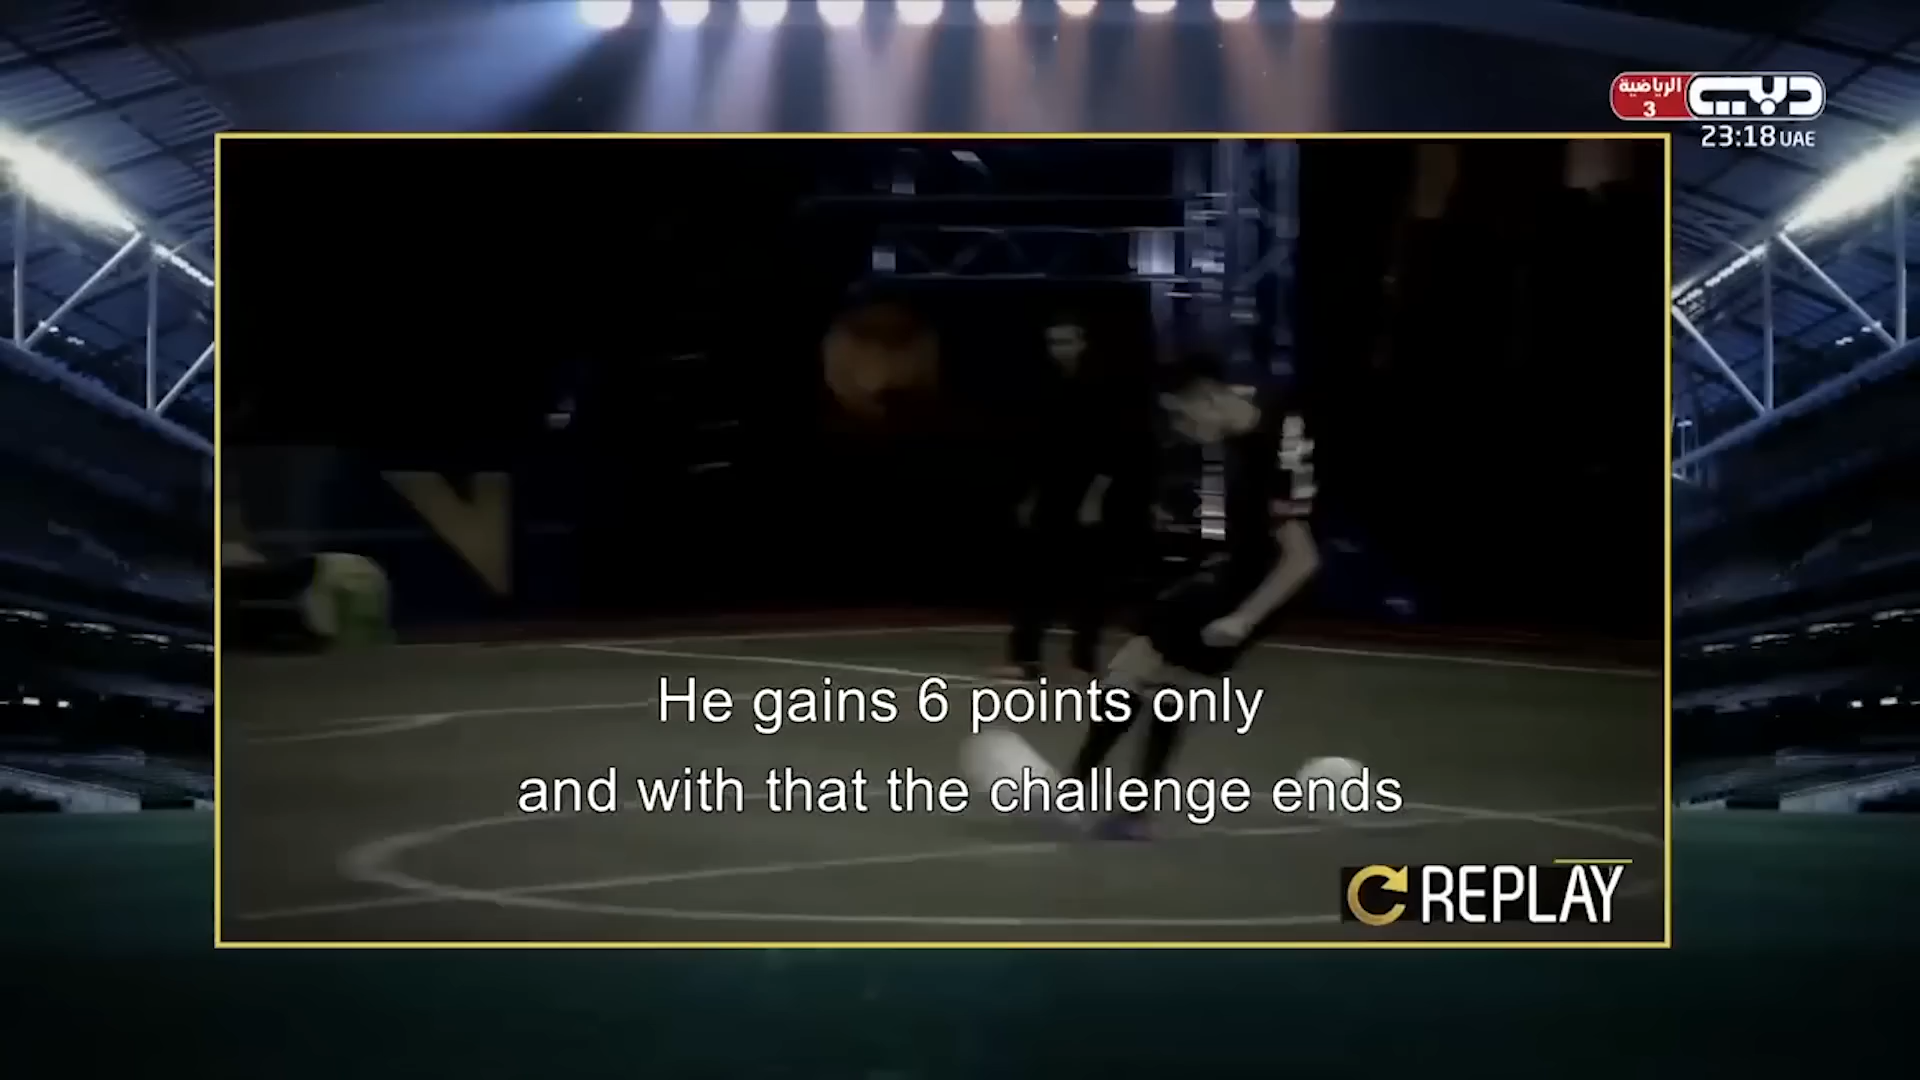 الرياضية
3
دبي
23:18 UAE
He gains 6 points only
and with that the challenge ends
REPLAY